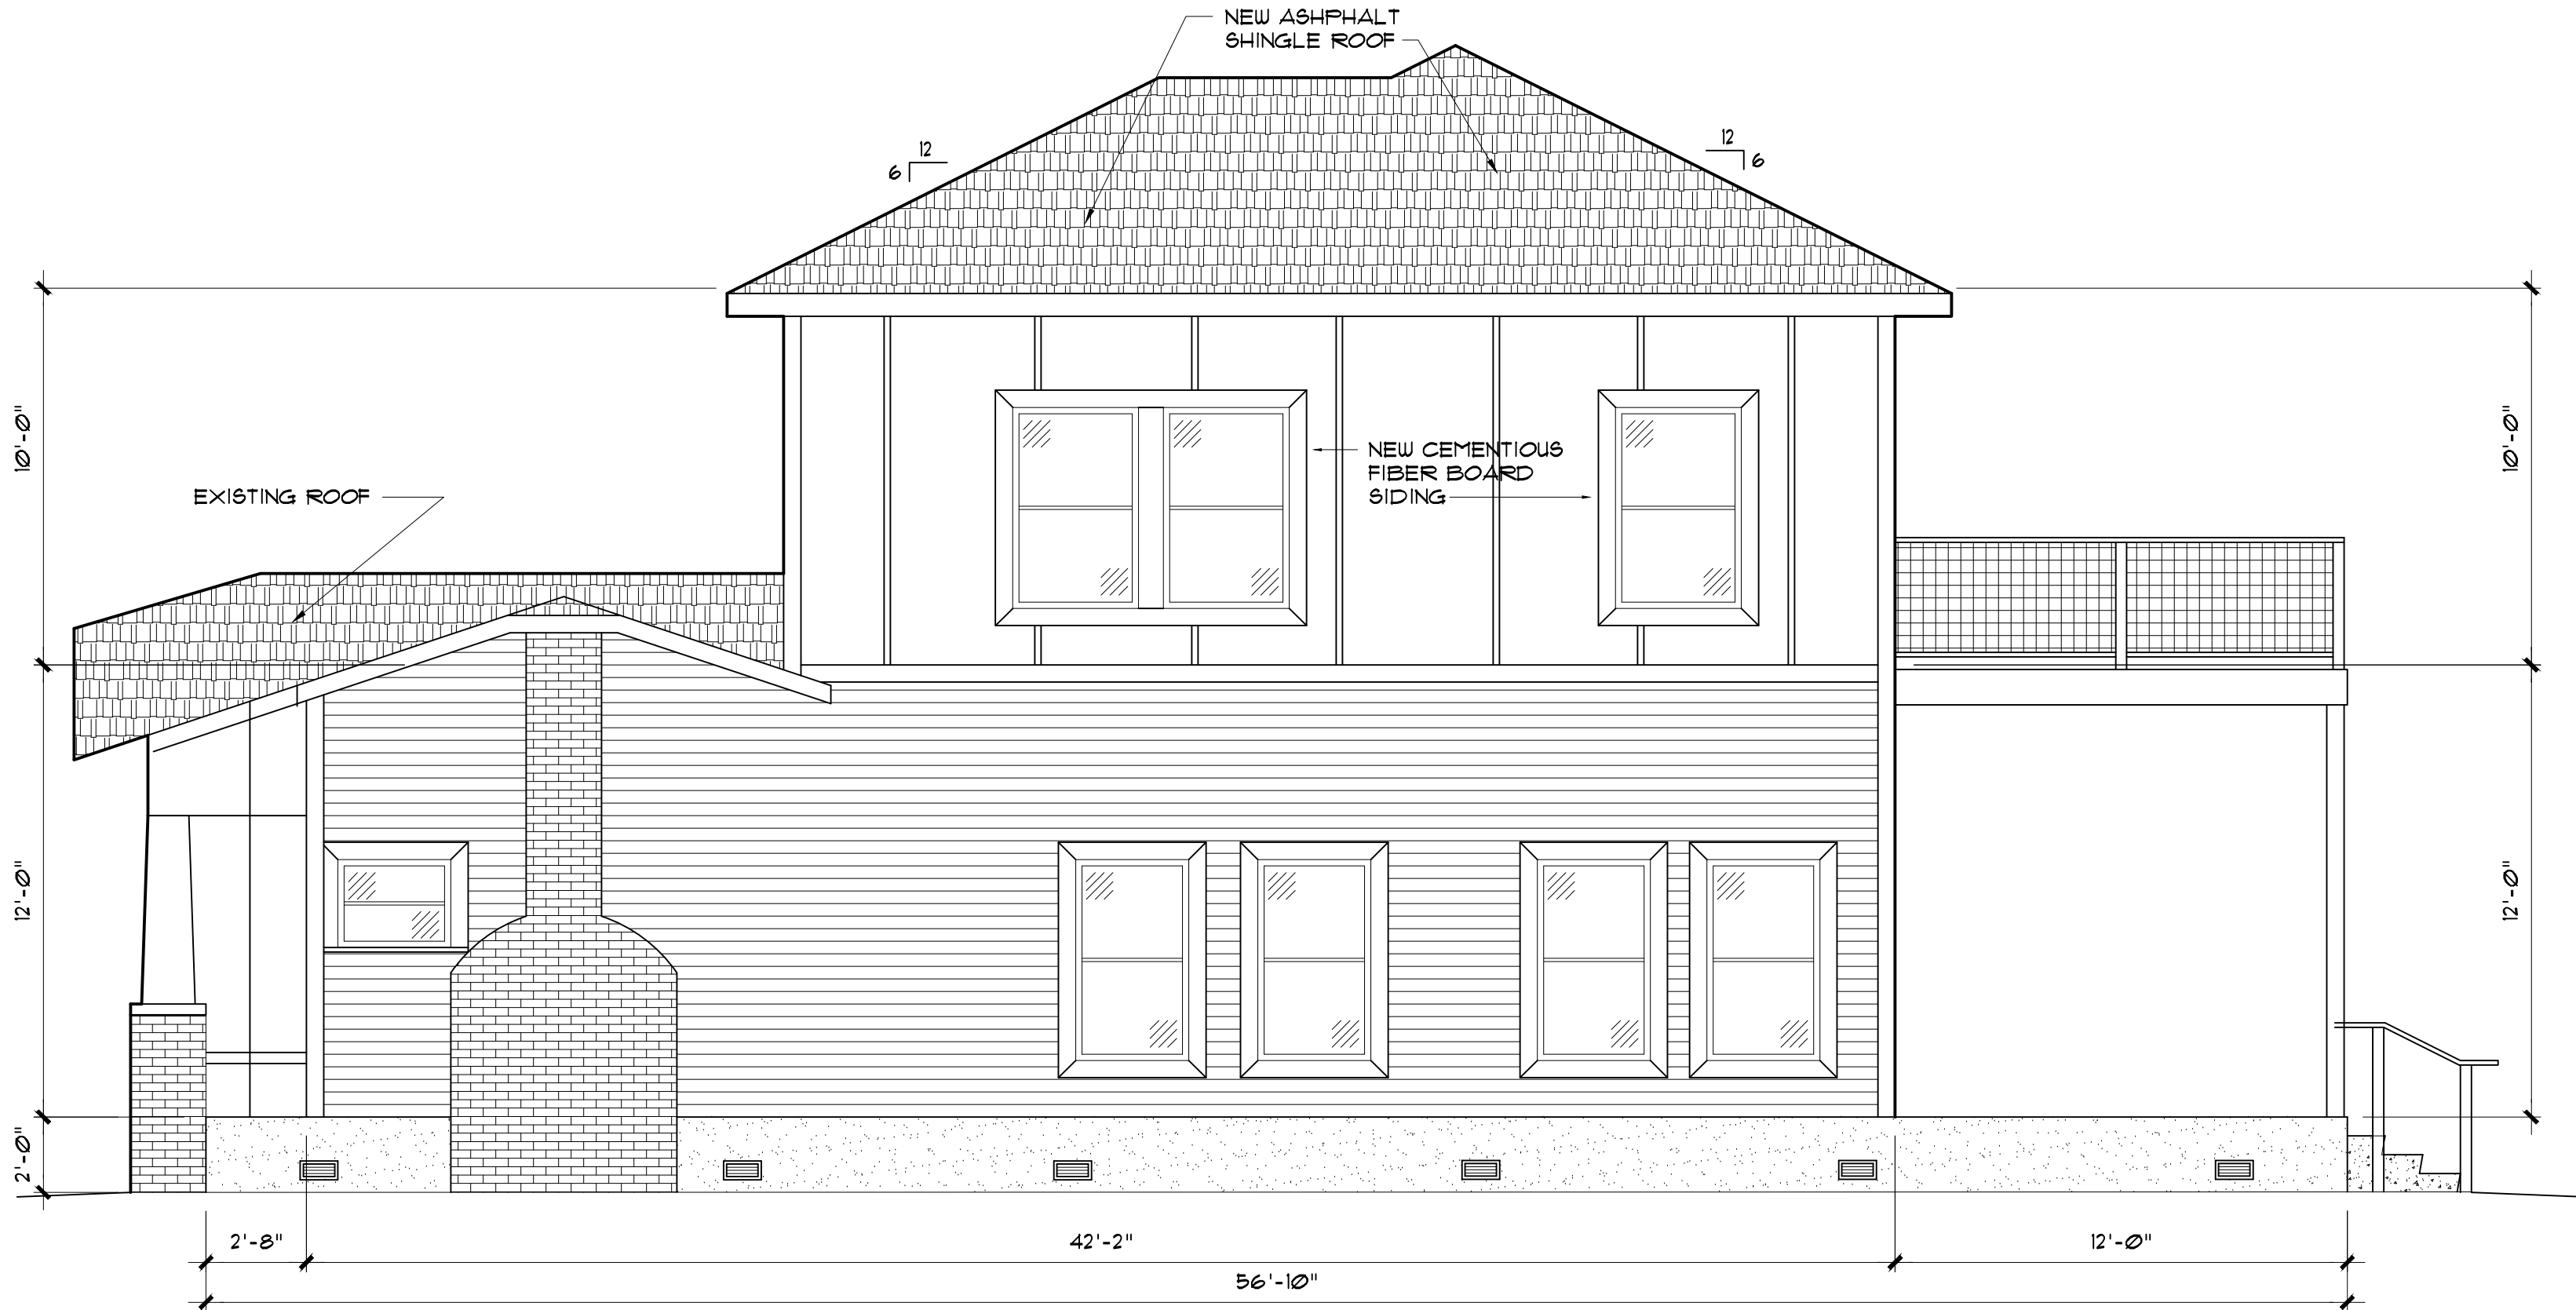 NEW ASHPHALT
SHINGLE ROOF
12
6
12
6
10'-0"
10'-0"
NEW CEMENTIOUS
FIBER BOARD
SIDING
EXISTING ROOF
12'-0"
12'-0"
2'-0"
2'-8"
42'-2"
12'-0"
56'-10"